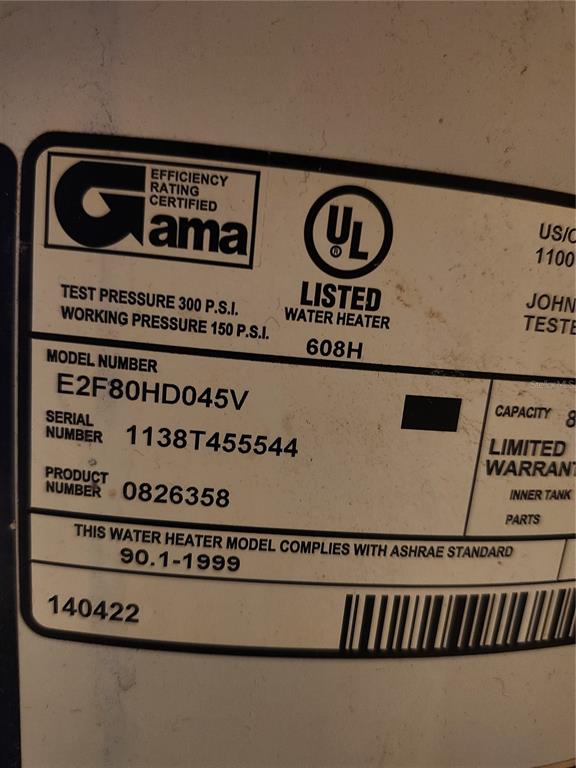 EFFICIENCY
RATING
CERTIFIED
Gama
TEST PRESSURE 300 P.S.I.
WORKING PRESSURE 150 P.S.I.
UL
®
LISTED
WATER HEATER
608H
1100
JOHN
TESTE
MODEL NUMBER
E2F80HD045V
SERIAL
NUMBER 1138T455544
PRODUCT
NUMBER 0826358
CAPACITY 8
LIMITED
WARRANT
INNER TANK
PARTS
THIS WATER HEATER MODEL COMPLIES WITH ASHRAE STANDARD
90.1-1999
140422